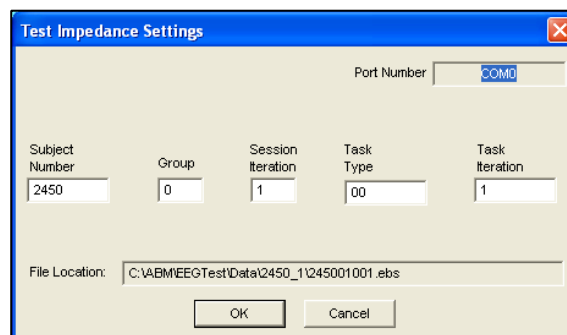 Test Impedance Settings
Port Number COM0
Subject Number Group Session Iteration Task Type Task Iteration
2450 0 1 00 1
File Location: C:\ABM\EEGTest\Data\2450_1\245001001.ebs
OK Cancel